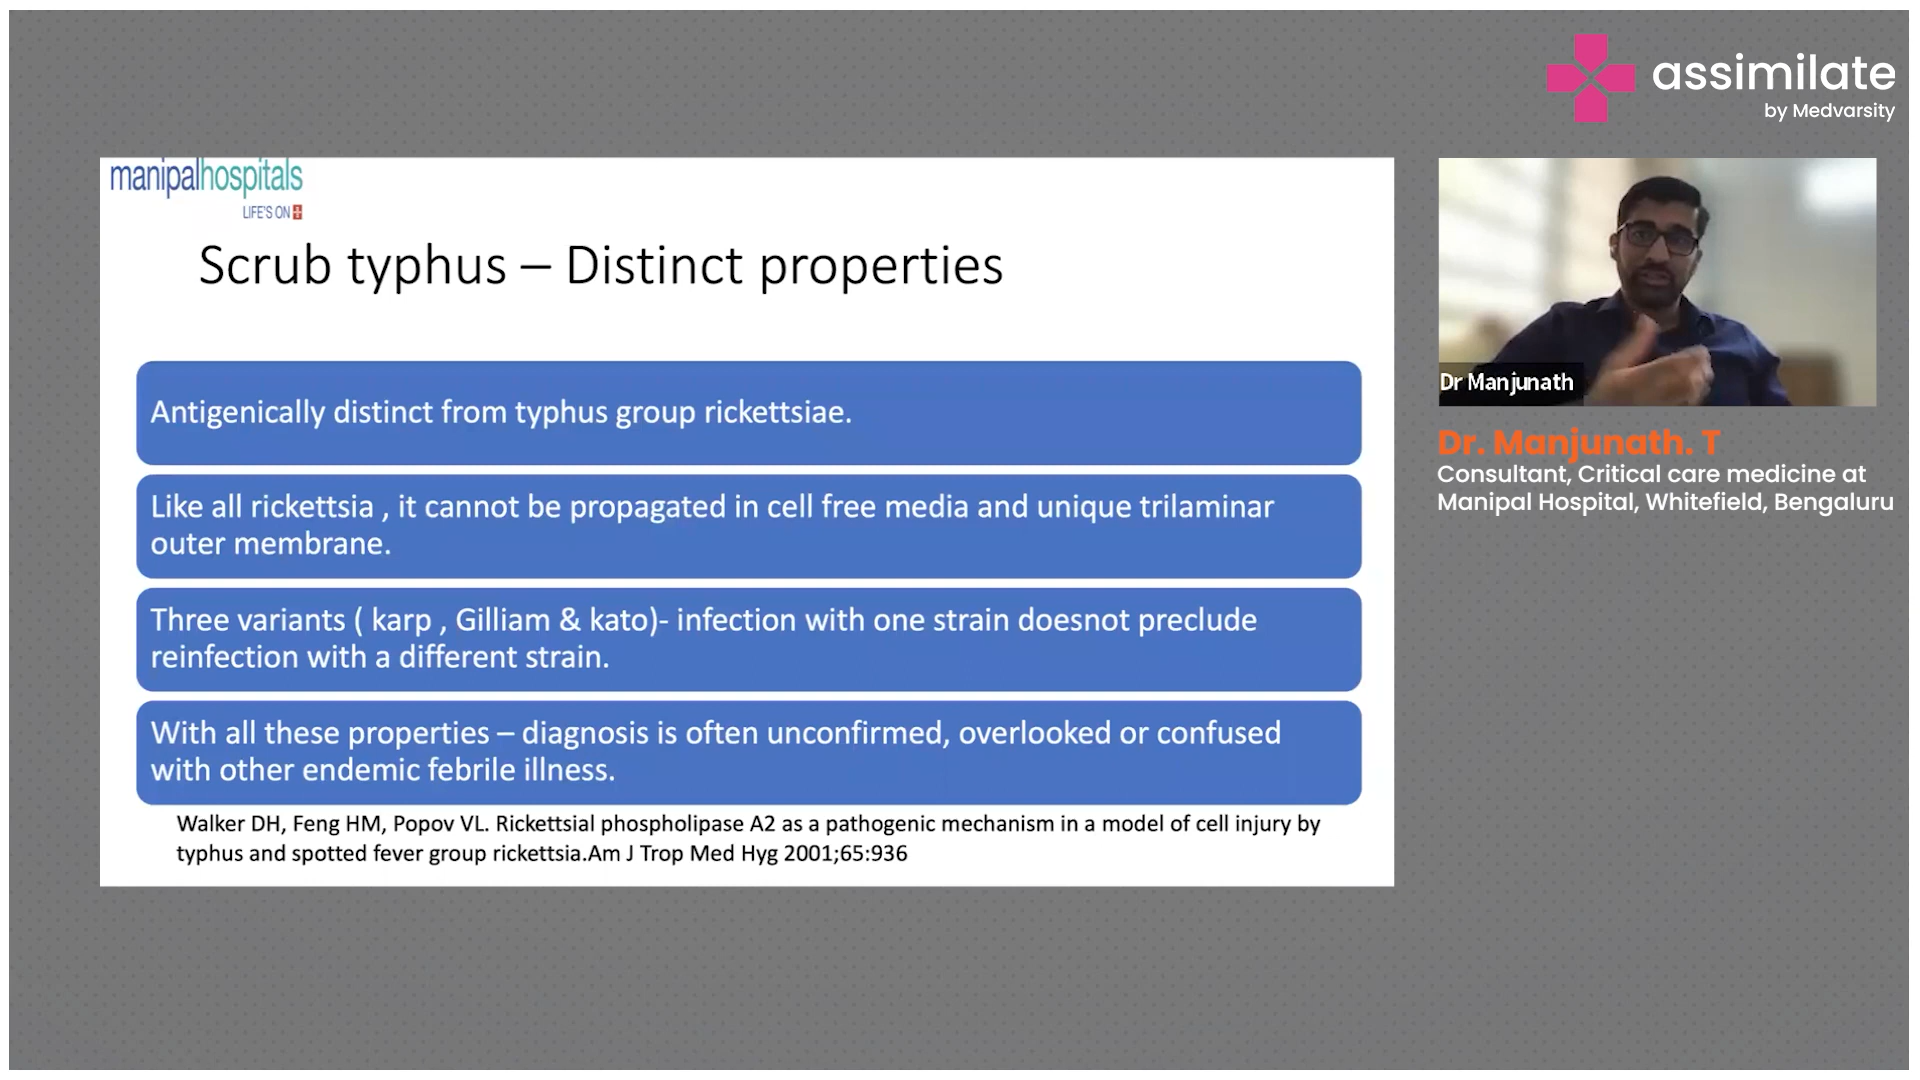 assimilate
by Medvarsity
manipalhospitals
LIFE'S ON
Scrub typhus – Distinct properties
Antigenically distinct from typhus group rickettsiae.
Like all rickettsia , it cannot be propagated in cell free media and unique trilaminar
outer membrane.
Three variants ( karp , Gilliam & kato)- infection with one strain doesnot preclude
reinfection with a different strain.
With all these properties – diagnosis is often unconfirmed, overlooked or confused
with other endemic febrile illness.
Walker DH, Feng HM, Popov VL. Rickettsial phospholipase A2 as a pathogenic mechanism in a model of cell injury by
typhus and spotted fever group rickettsia.Am J Trop Med Hyg 2001;65:936
Dr Manjunath
Dr. Manjunath. T
Consultant, Critical care medicine at
Manipal Hospital, Whitefield, Bengaluru